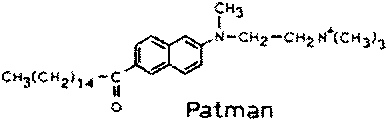 CH₃
N—CH₂—CH₂N⁺(CH₃)₃
CH₃(CH₂)₁₄—C
O
Patman